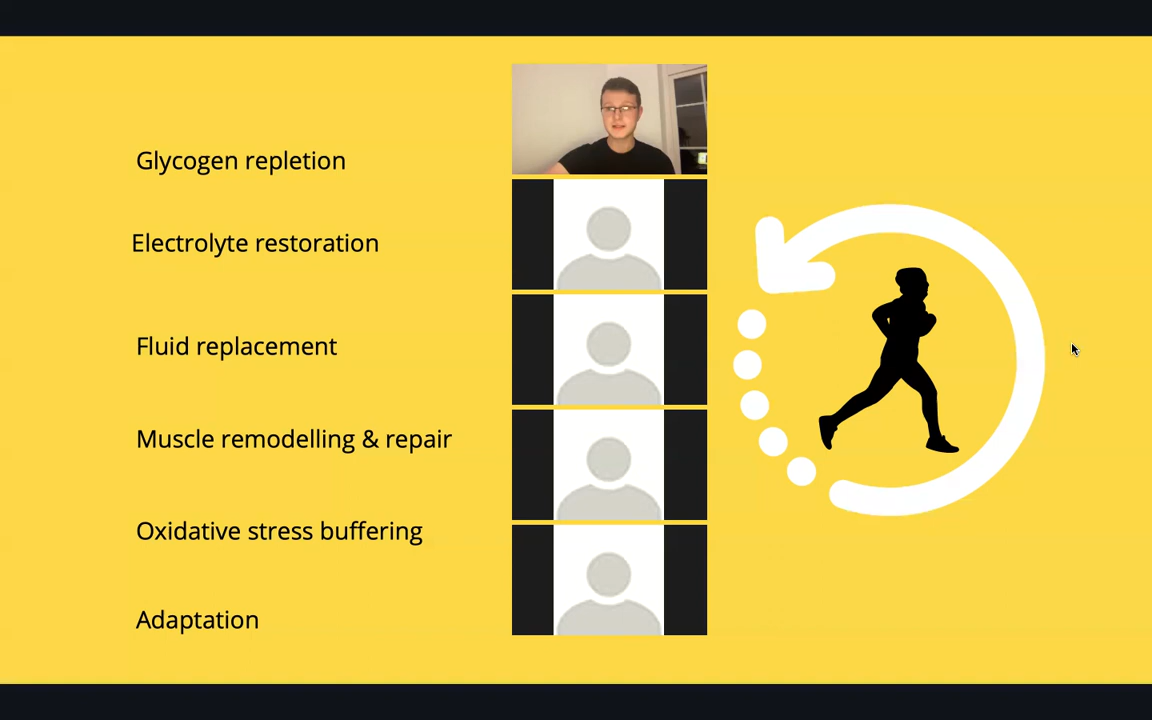 Glycogen repletion
Electrolyte restoration
Fluid replacement
Muscle remodelling & repair
Oxidative stress buffering
Adaptation